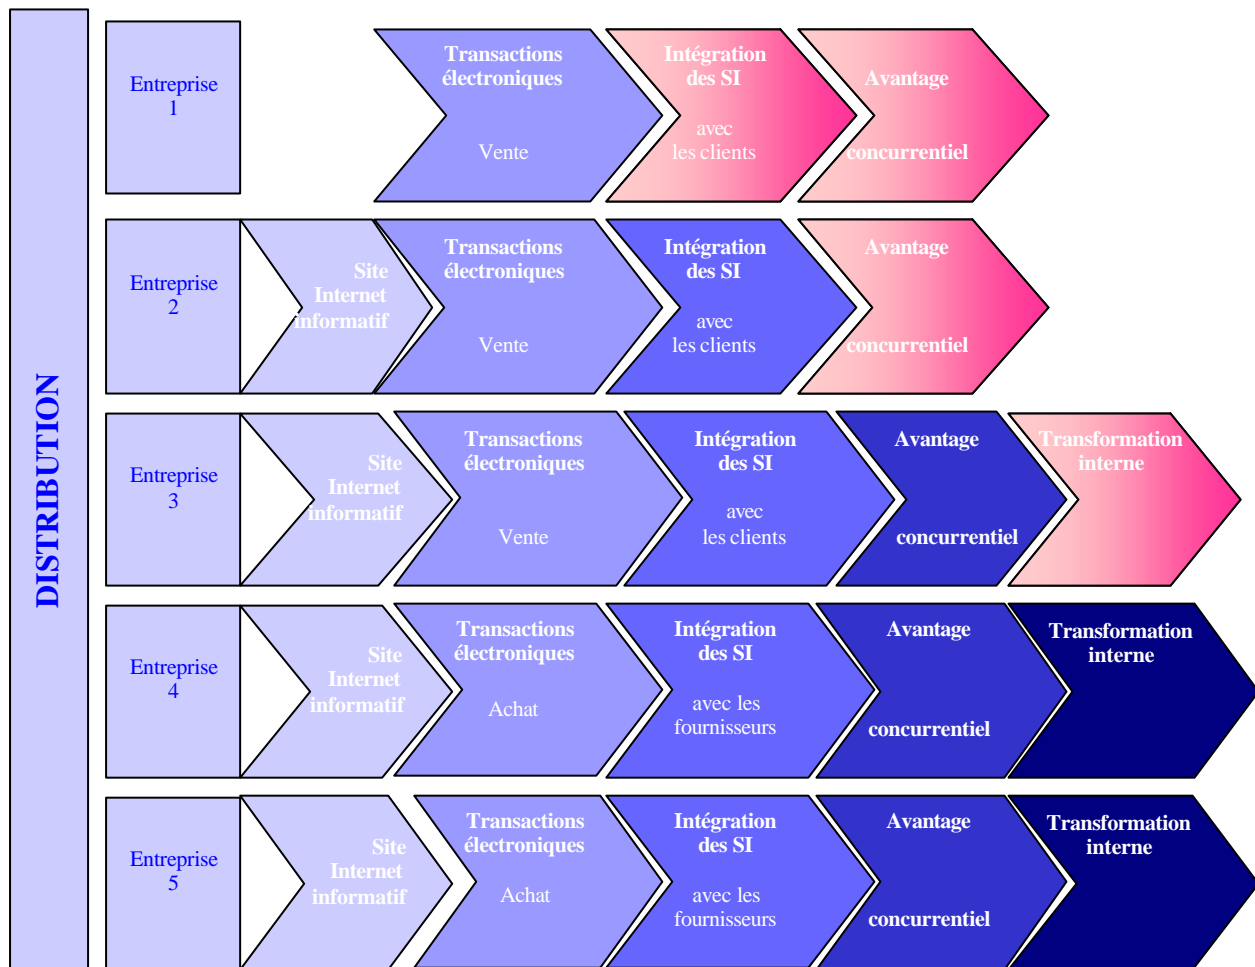 DISTRIBUTION
Entreprise
1
Transactions
électroniques
Vente
Intégration
des SI
avec
les clients
Avantage
concurrentiel
Entreprise
2
Site
Internet
informatif
Transactions
électroniques
Vente
Intégration
des SI
avec
les clients
Avantage
concurrentiel
Entreprise
3
Site
Internet
informatif
Transactions
électroniques
Vente
Intégration
des SI
avec
les clients
Avantage
concurrentiel
Transformation
interne
Entreprise
4
Site
Internet
informatif
Transactions
électroniques
Achat
Intégration
des SI
avec les
fournisseurs
Avantage
concurrentiel
Transformation
interne
Entreprise
5
Site
Internet
informatif
Transactions
électroniques
Achat
Intégration
des SI
avec les
fournisseurs
Avantage
concurrentiel
Transformation
interne